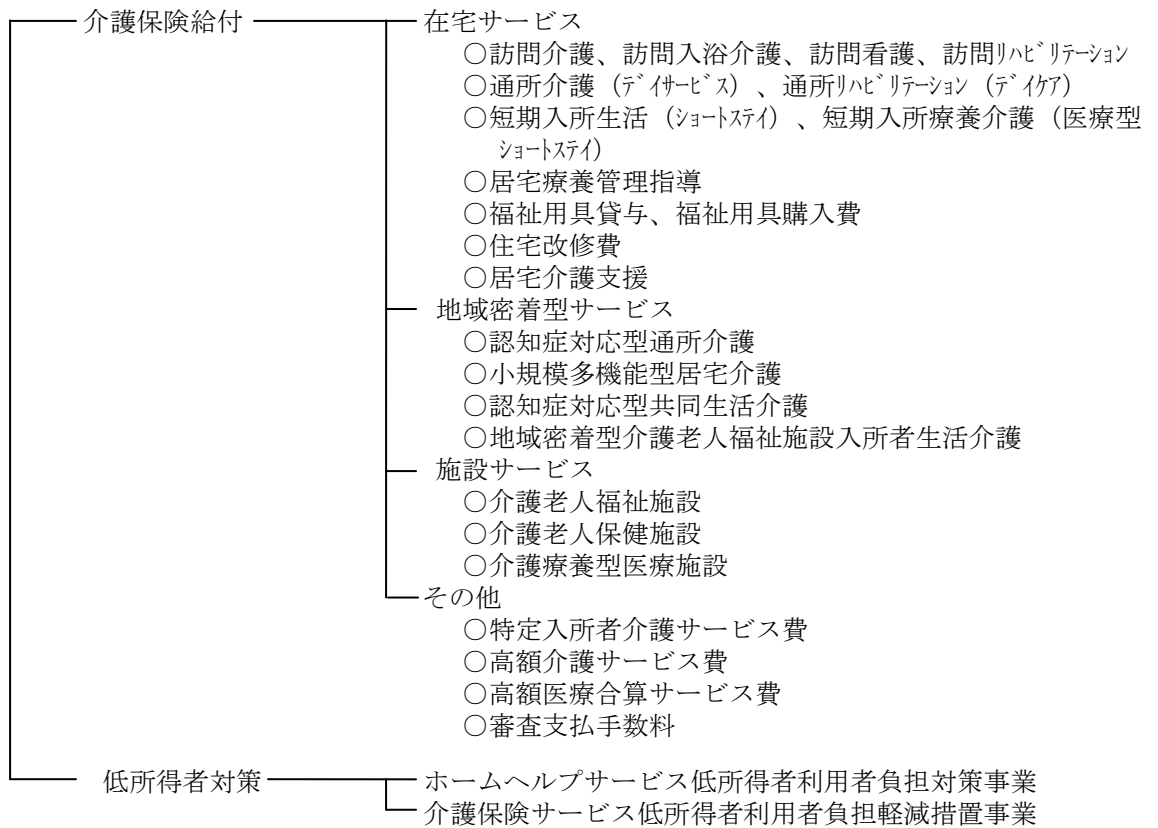 介護保険給付 在宅サービス
○訪問介護、訪問入浴介護、訪問看護、訪問ﾘﾊﾋﾞﾘﾃｰｼｮﾝ
○通所介護（ﾃﾞｲｻｰﾋﾞｽ）、通所ﾘﾊﾋﾞﾘﾃｰｼｮﾝ（ﾃﾞｲｹｱ）
○短期入所生活（ｼｮｰﾄｽﾃｲ）、短期入所療養介護（医療型
ｼｮｰﾄｽﾃｲ）
○居宅療養管理指導
○福祉用具貸与、福祉用具購入費
○住宅改修費
○居宅介護支援
地域密着型サービス
○認知症対応型通所介護
○小規模多機能型居宅介護
○認知症対応型共同生活介護
○地域密着型介護老人福祉施設入所者生活介護
施設サービス
○介護老人福祉施設
○介護老人保健施設
○介護療養型医療施設
その他
○特定入所者介護サービス費
○高額介護サービス費
○高額医療合算サービス費
○審査支払手数料
低所得者対策 ホームヘルプサービス低所得者利用者負担対策事業
介護保険サービス低所得者利用者負担軽減措置事業